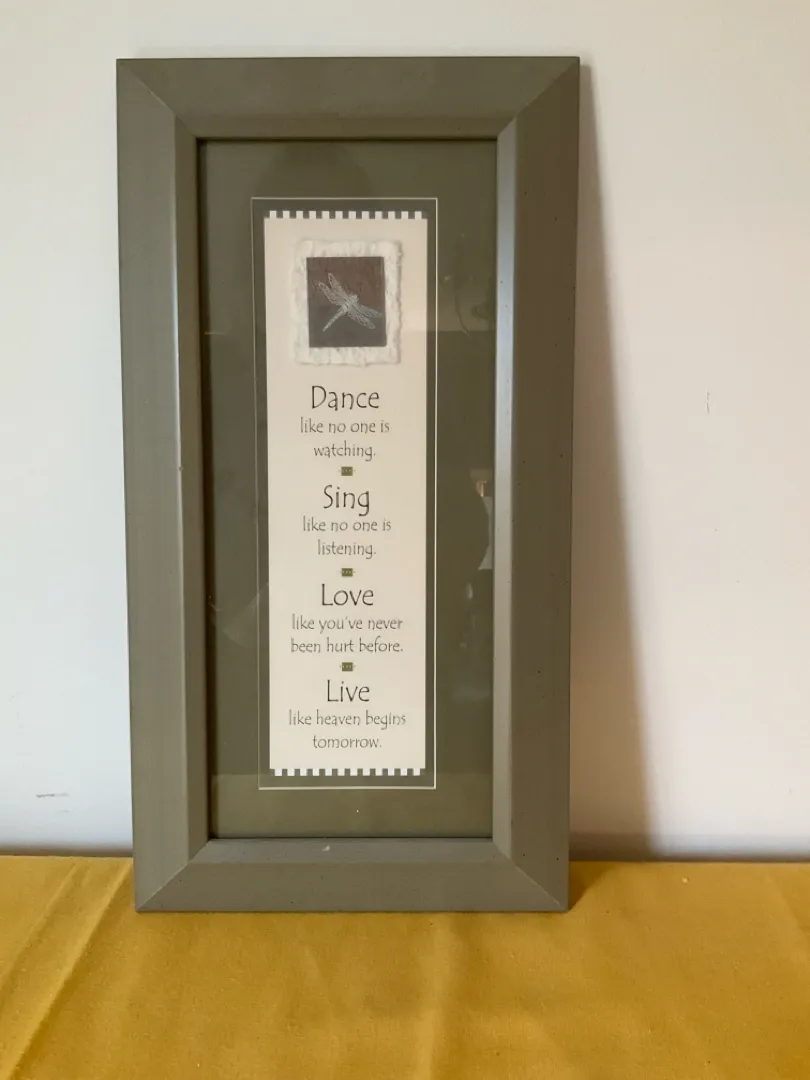 Dance
like no one is
watching.
Sing
like no one is
listening.
Love
like you've never
been hurt before.
Live
like heaven begins
tomorrow.